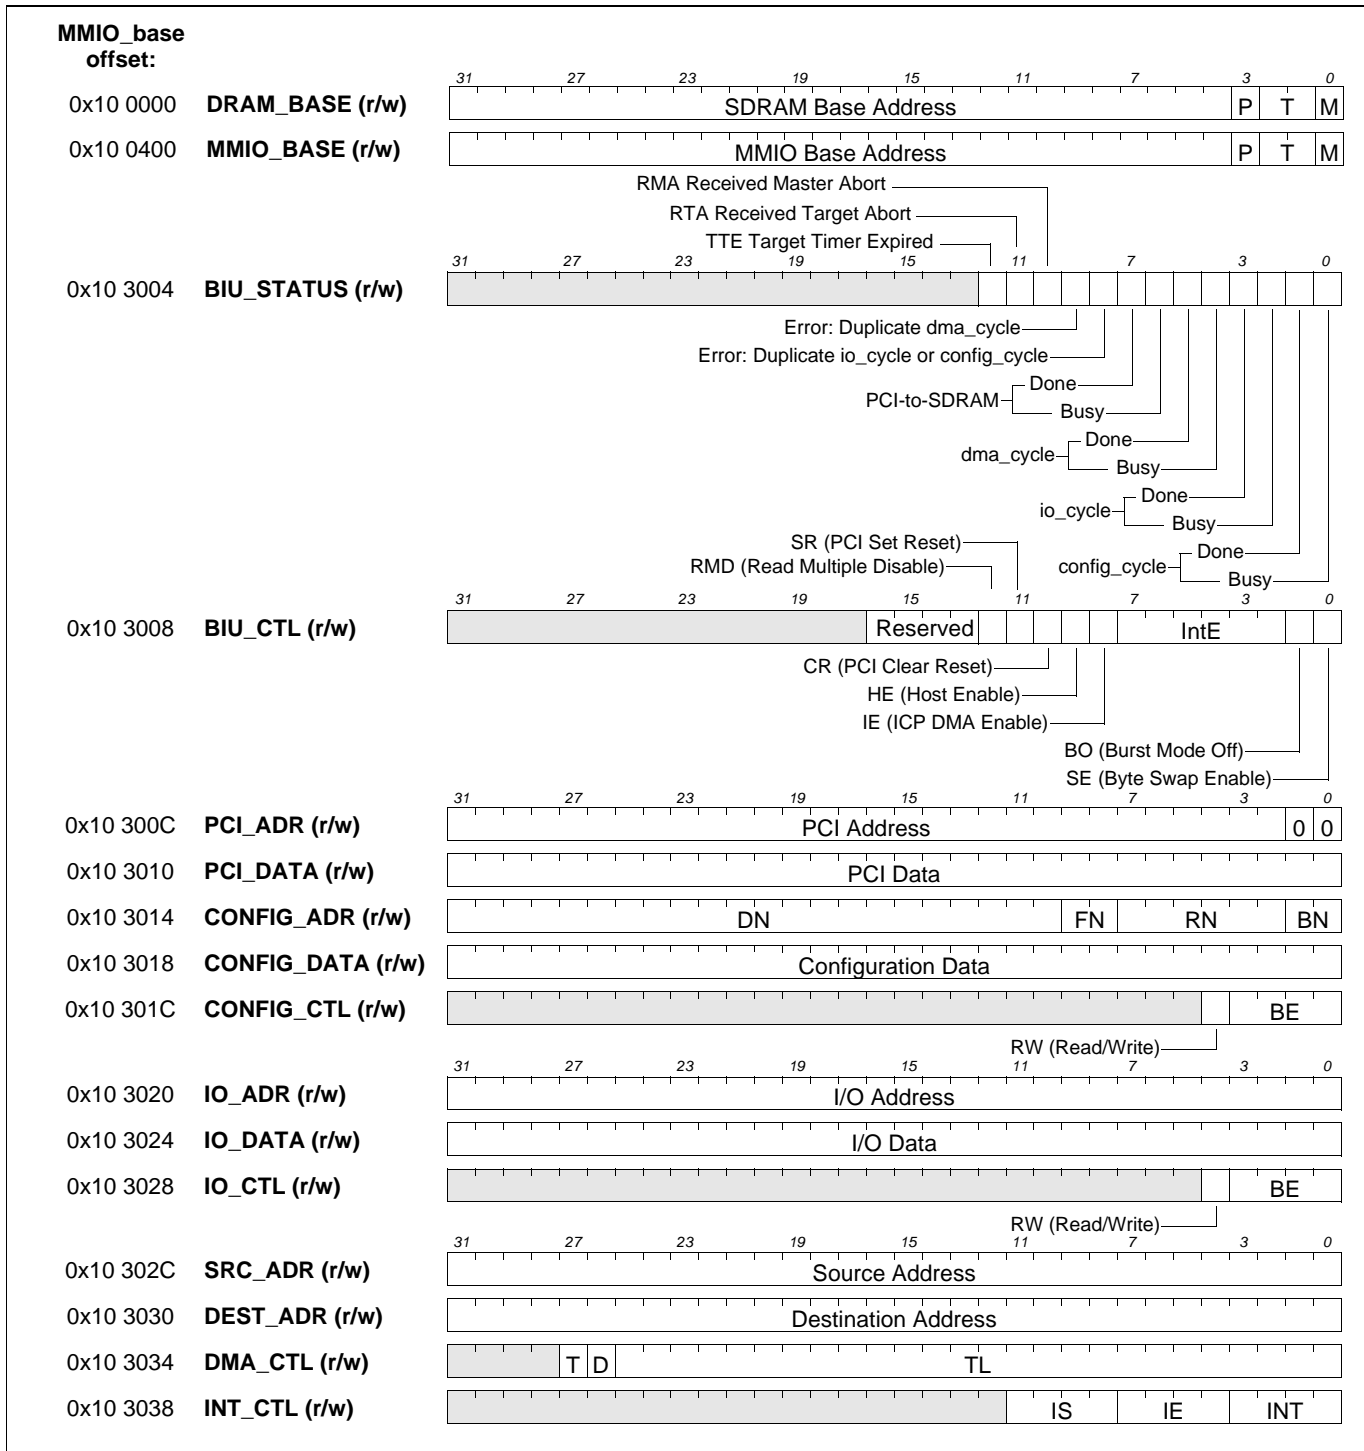 MMIO_base
offset:
31 27 23 19 15 11 7 3 0
0x10 0000 DRAM_BASE (r/w) SDRAM Base Address P T M
0x10 0400 MMIO_BASE (r/w) MMIO Base Address P T M
RMA Received Master Abort
RTA Received Target Abort
TTE Target Timer Expired
31 27 23 19 15 11 7 3 0
0x10 3004 BIU_STATUS (r/w)
Error: Duplicate dma_cycle
Error: Duplicate io_cycle or config_cycle
Done
PCI-to-SDRAM
Busy
Done
dma_cycle
Busy
Done
io_cycle
Busy
SR (PCI Set Reset)
Done
RMD (Read Multiple Disable)
config_cycle
Busy
31 27 23 19 15 11 7 3 0
0x10 3008 BIU_CTL (r/w) Reserved IntE
CR (PCI Clear Reset)
HE (Host Enable)
IE (ICP DMA Enable)
BO (Burst Mode Off)
SE (Byte Swap Enable)
31 27 23 19 15 11 7 3 0
0x10 300C PCI_ADR (r/w) PCI Address 0 0
0x10 3010 PCI_DATA (r/w) PCI Data
0x10 3014 CONFIG_ADR (r/w) DN FN RN BN
0x10 3018 CONFIG_DATA (r/w) Configuration Data
0x10 301C CONFIG_CTL (r/w) BE
RW (Read/Write)
31 27 23 19 15 11 7 3 0
0x10 3020 IO_ADR (r/w) I/O Address
0x10 3024 IO_DATA (r/w) I/O Data
0x10 3028 IO_CTL (r/w) BE
RW (Read/Write)
31 27 23 19 15 11 7 3 0
0x10 302C SRC_ADR (r/w) Source Address
0x10 3030 DEST_ADR (r/w) Destination Address
0x10 3034 DMA_CTL (r/w) T D TL
0x10 3038 INT_CTL (r/w) IS IE INT